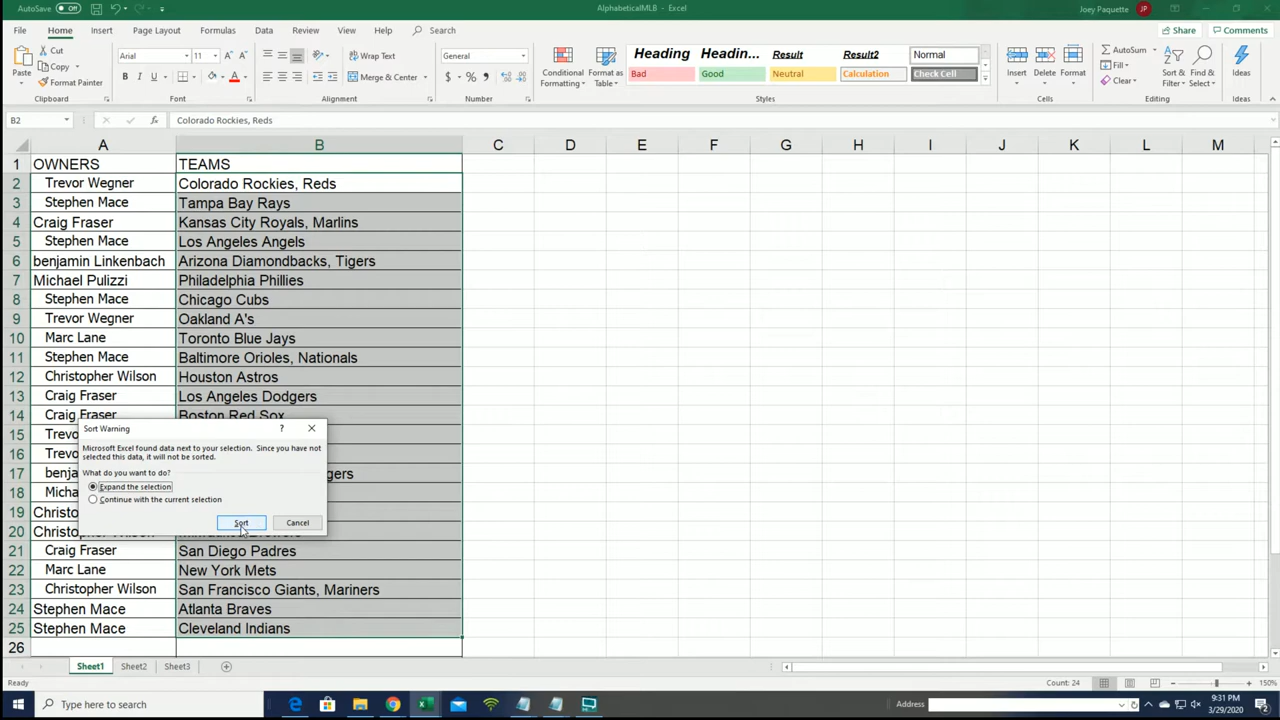 AutoSave Off AlphabeticalMLB - Excel Joey Paquette JP
File Home Insert Page Layout Formulas Data Review View Help Search Share Comments
Paste Cut Copy Format Painter Clipboard
Arial 11 Font
Wrap Text Merge & Center Alignment
General Number
Conditional Formatting Format as Table
Heading Headin... Result Result2 Normal
Bad Good Neutral Calculation Check Cell
Styles
Insert Delete Format Cells
AutoSum Fill Clear Sort & Filter Find & Select Editing
Ideas Ideas
B2 Colorado Rockies, Reds
A B C D E F G H I J K L M
1 OWNERS TEAMS
2 Trevor Wegner Colorado Rockies, Reds
3 Stephen Mace Tampa Bay Rays
4 Craig Fraser Kansas City Royals, Marlins
5 Stephen Mace Los Angeles Angels
6 benjamin Linkenbach Arizona Diamondbacks, Tigers
7 Michael Pulizzi Philadelphia Phillies
8 Stephen Mace Chicago Cubs
9 Trevor Wegner Oakland A's
10 Marc Lane Toronto Blue Jays
11 Stephen Mace Baltimore Orioles, Nationals
12 Christopher Wilson Houston Astros
13 Craig Fraser Los Angeles Dodgers
14 Craig Fraser Boston Red Sox
15 Trevo
16 Trevo
17 benja gers
18 Micha
19 Christo
20
21 Craig Fraser San Diego Padres
22 Marc Lane New York Mets
23 Christopher Wilson San Francisco Giants, Mariners
24 Stephen Mace Atlanta Braves
25 Stephen Mace Cleveland Indians
26
Sort Warning ?
Microsoft Excel found data next to your selection. Since you have not
selected this data, it will not be sorted.
What do you want to do?
Expand the selection
Continue with the current selection
Sort Cancel
Sheet1 Sheet2 Sheet3
Ready Count: 24 150%
Type here to search Address 9:31 PM
3/29/2020 2